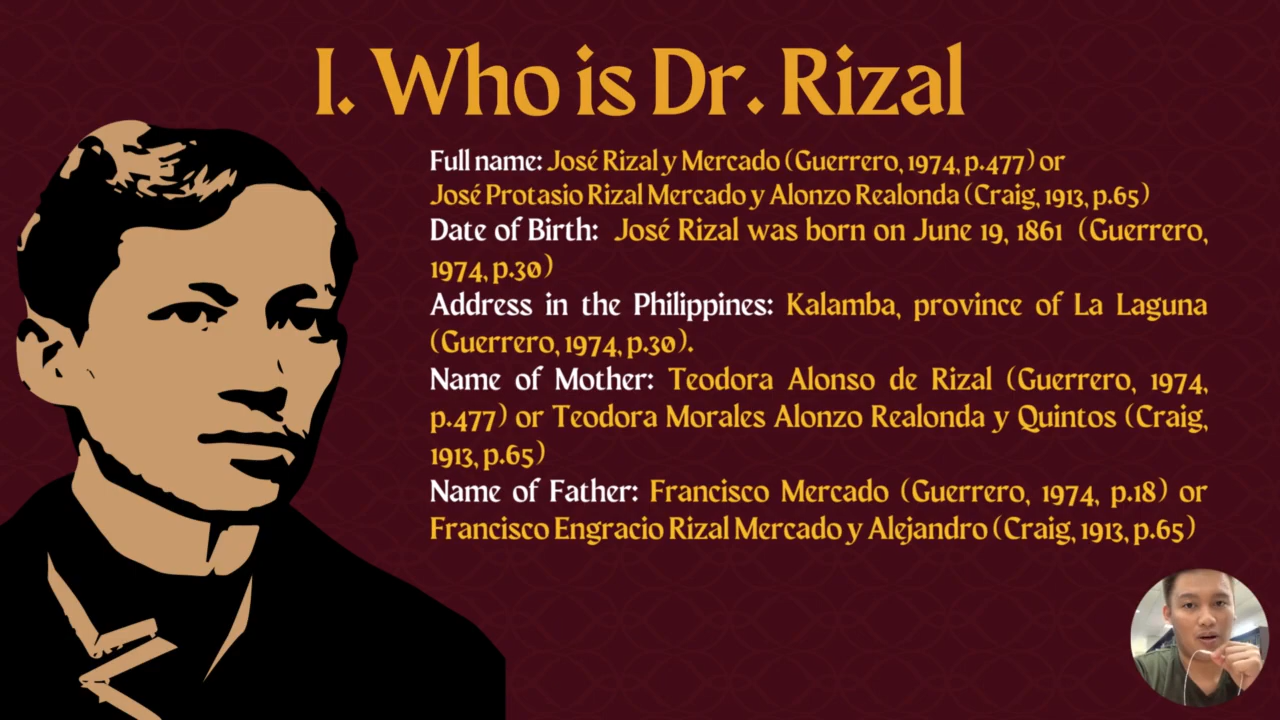 I. Who is Dr. Rizal
Full name: José Rizal y Mercado (Guerrero, 1974, p.477) or
José Protasio Rizal Mercado y Alonzo Realonda (Craig, 1913, p.65)
Date of Birth: José Rizal was born on June 19, 1861 (Guerrero,
1974, p.30)
Address in the Philippines: Kalamba, province of La Laguna
(Guerrero, 1974, p.30).
Name of Mother: Teodora Alonso de Rizal (Guerrero, 1974,
p.477) or Teodora Morales Alonzo Realonda y Quintos (Craig,
1913, p.65)
Name of Father: Francisco Mercado (Guerrero, 1974, p.18) or
Francisco Engracio Rizal Mercado y Alejandro (Craig, 1913, p.65)